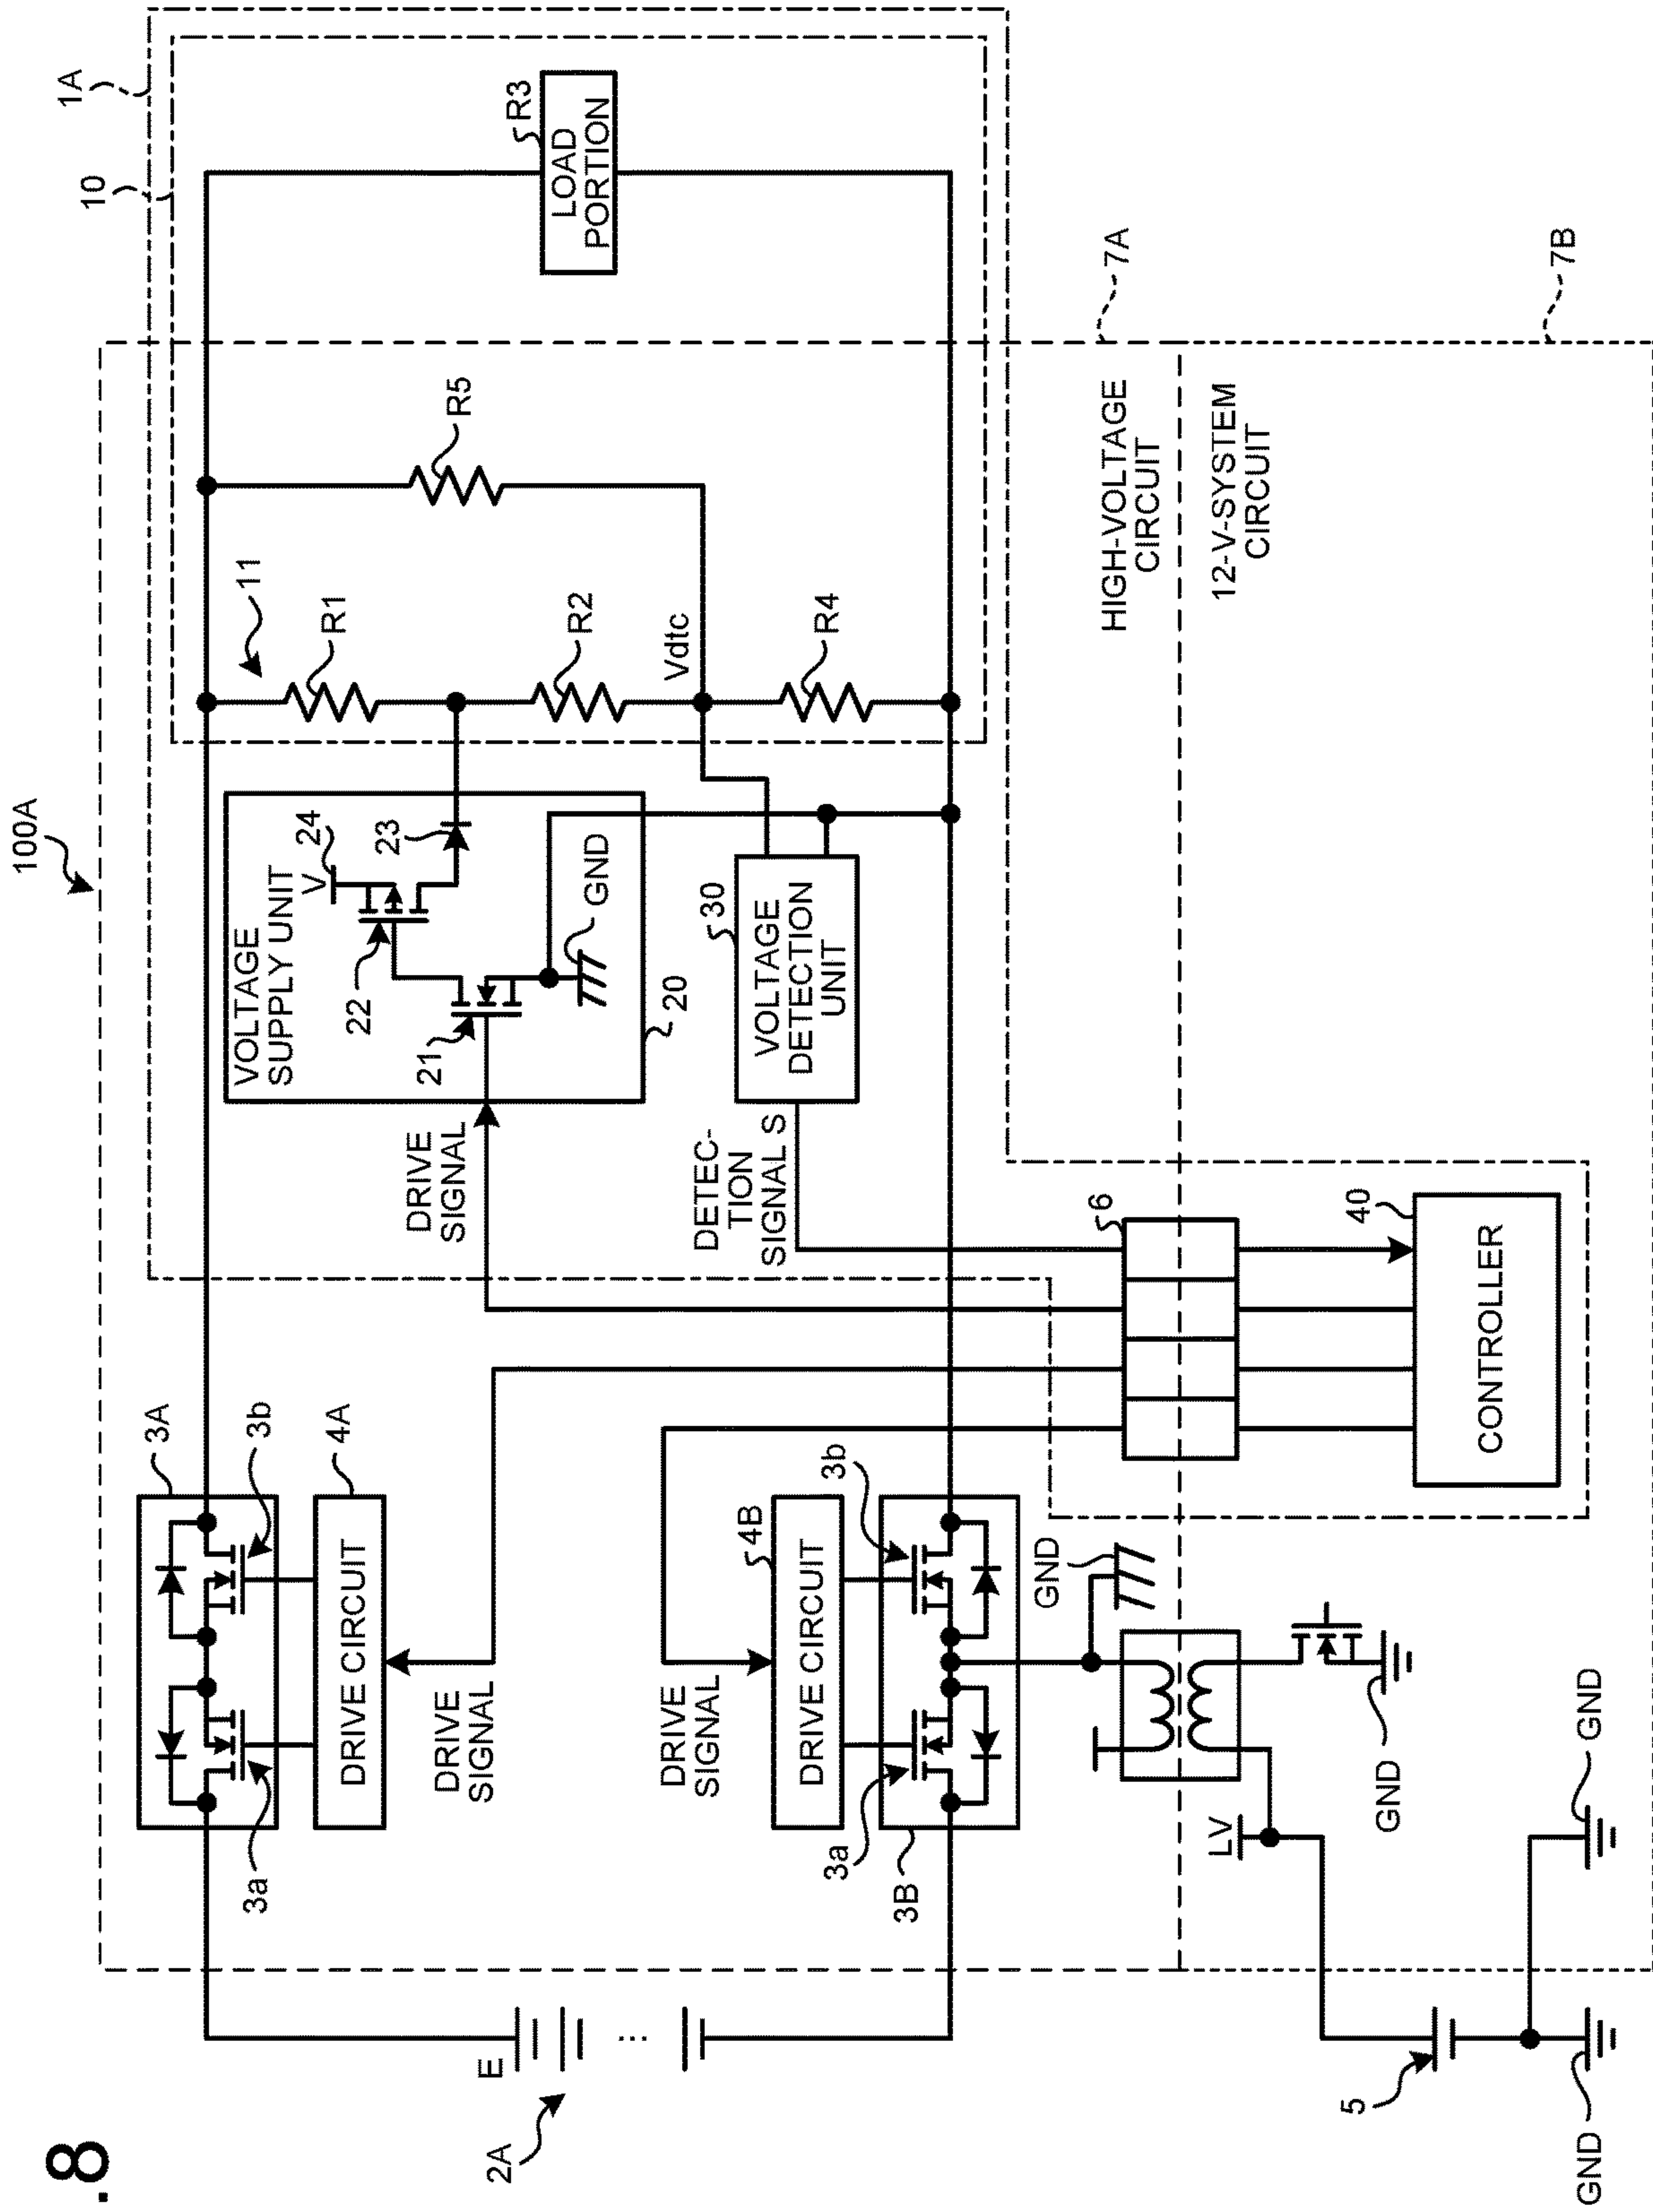 .8
100A
1A
10
2A
E
3A
3b
3a
4A
DRIVE CIRCUIT
DRIVE
SIGNAL
VOLTAGE
SUPPLY UNIT
24
V
22
23
21
GND
20
DRIVE
SIGNAL
11
R1
R2
R5
Vdtc
R4
R3
LOAD
PORTION
30
VOLTAGE
DETECTION
UNIT
DETEC-
TION
SIGNAL S
DRIVE
SIGNAL
4B
DRIVE CIRCUIT
3b
3a
3B
GND
6
HIGH-VOLTAGE
CIRCUIT
7A
12-V-SYSTEM
CIRCUIT
7B
40
CONTROLLER
LV
GND
5
GND
GND